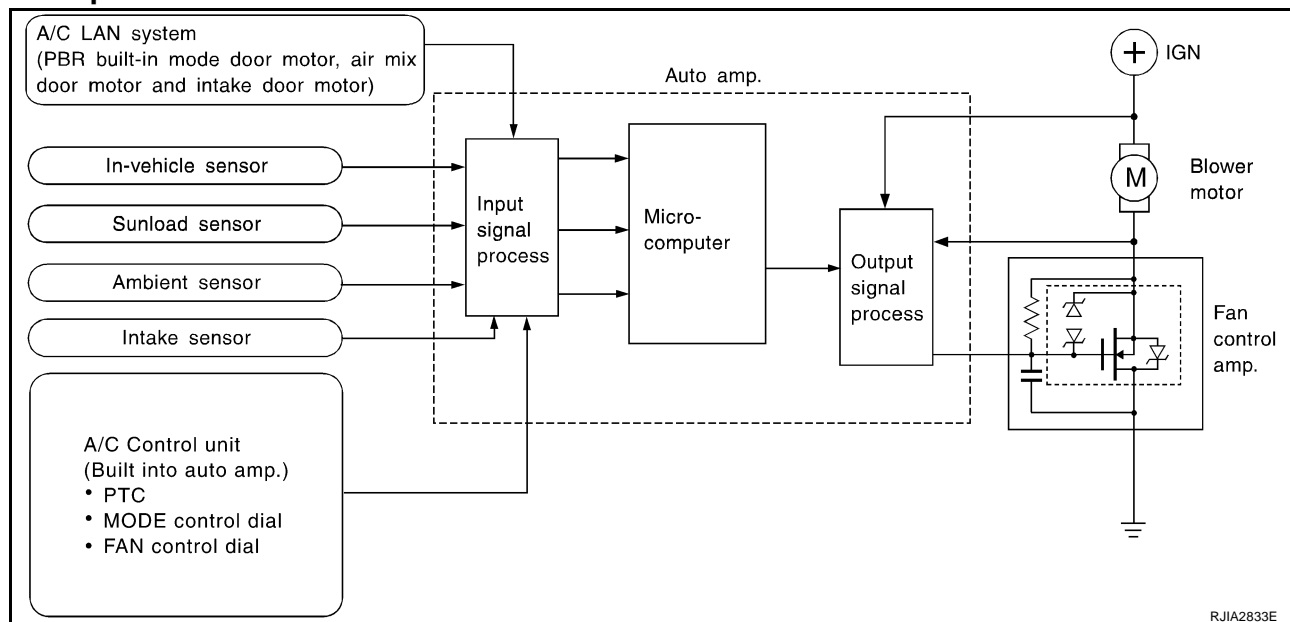 A/C LAN system
(PBR built-in mode door motor, air mix
door motor and intake door motor)
Auto amp.
IGN
In-vehicle sensor
Sunload sensor
Ambient sensor
Intake sensor
Input
signal
process
Micro-
computer
Output
signal
process
M
Blower
motor
Fan
control
amp.
A/C Control unit
(Built into auto amp.)
• PTC
• MODE control dial
• FAN control dial
RJIA2833E